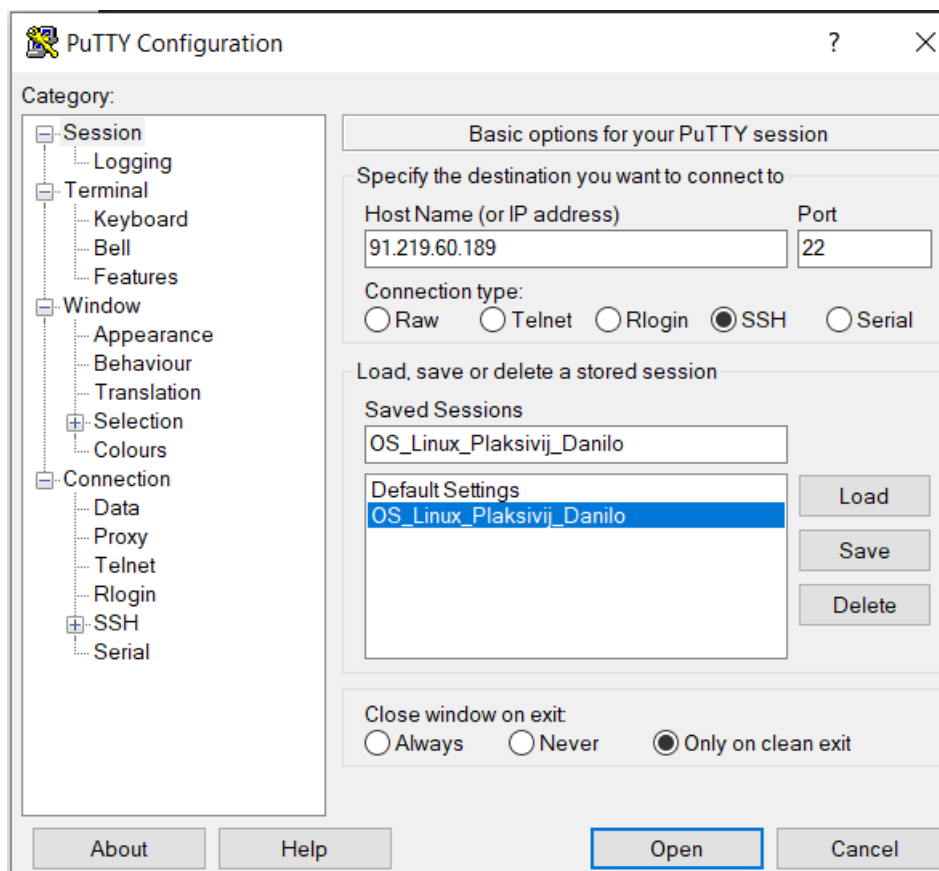 PuTTY Configuration
?
Category:
Session
Logging
Terminal
Keyboard
Bell
Features
Window
Appearance
Behaviour
Translation
Selection
Colours
Connection
Data
Proxy
Telnet
Rlogin
SSH
Serial
Basic options for your PuTTY session
Specify the destination you want to connect to
Host Name (or IP address) Port
91.219.60.189 22
Connection type:
Raw Telnet Rlogin SSH Serial
Load, save or delete a stored session
Saved Sessions
OS_Linux_Plaksivij_Danilo
Default Settings
OS_Linux_Plaksivij_Danilo
Load
Save
Delete
Close window on exit:
Always Never Only on clean exit
About Help Open Cancel